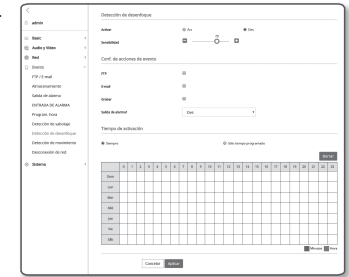 admin
Basic
Audio y Vídeo
Red
Evento
FTP / E-mail
Almacenamiento
Salida de alarma
ENTRADA DE ALARMA
Program. hora
Detección de sabotaje
Detección de desenfoque
Detección de movimiento
Desconexión de red
Sistema
Detección de desenfoque
Activar
Des
Sensibilidad
Conf. de acciones de evento
FTP
E-mail
Grabar
Salida de alarma1
Des
Tiempo de activación
Siempre
Sólo tiempo programado
Borrar
0 1 2 3 4 5 6 7 8 9 10 11 12 13 14 15 16 17 18 19 20 21 22 23
Dom
Lun
Mar
Mié
Jue
Vie
Sáb
Minutos Hora
Cancelar Aplicar